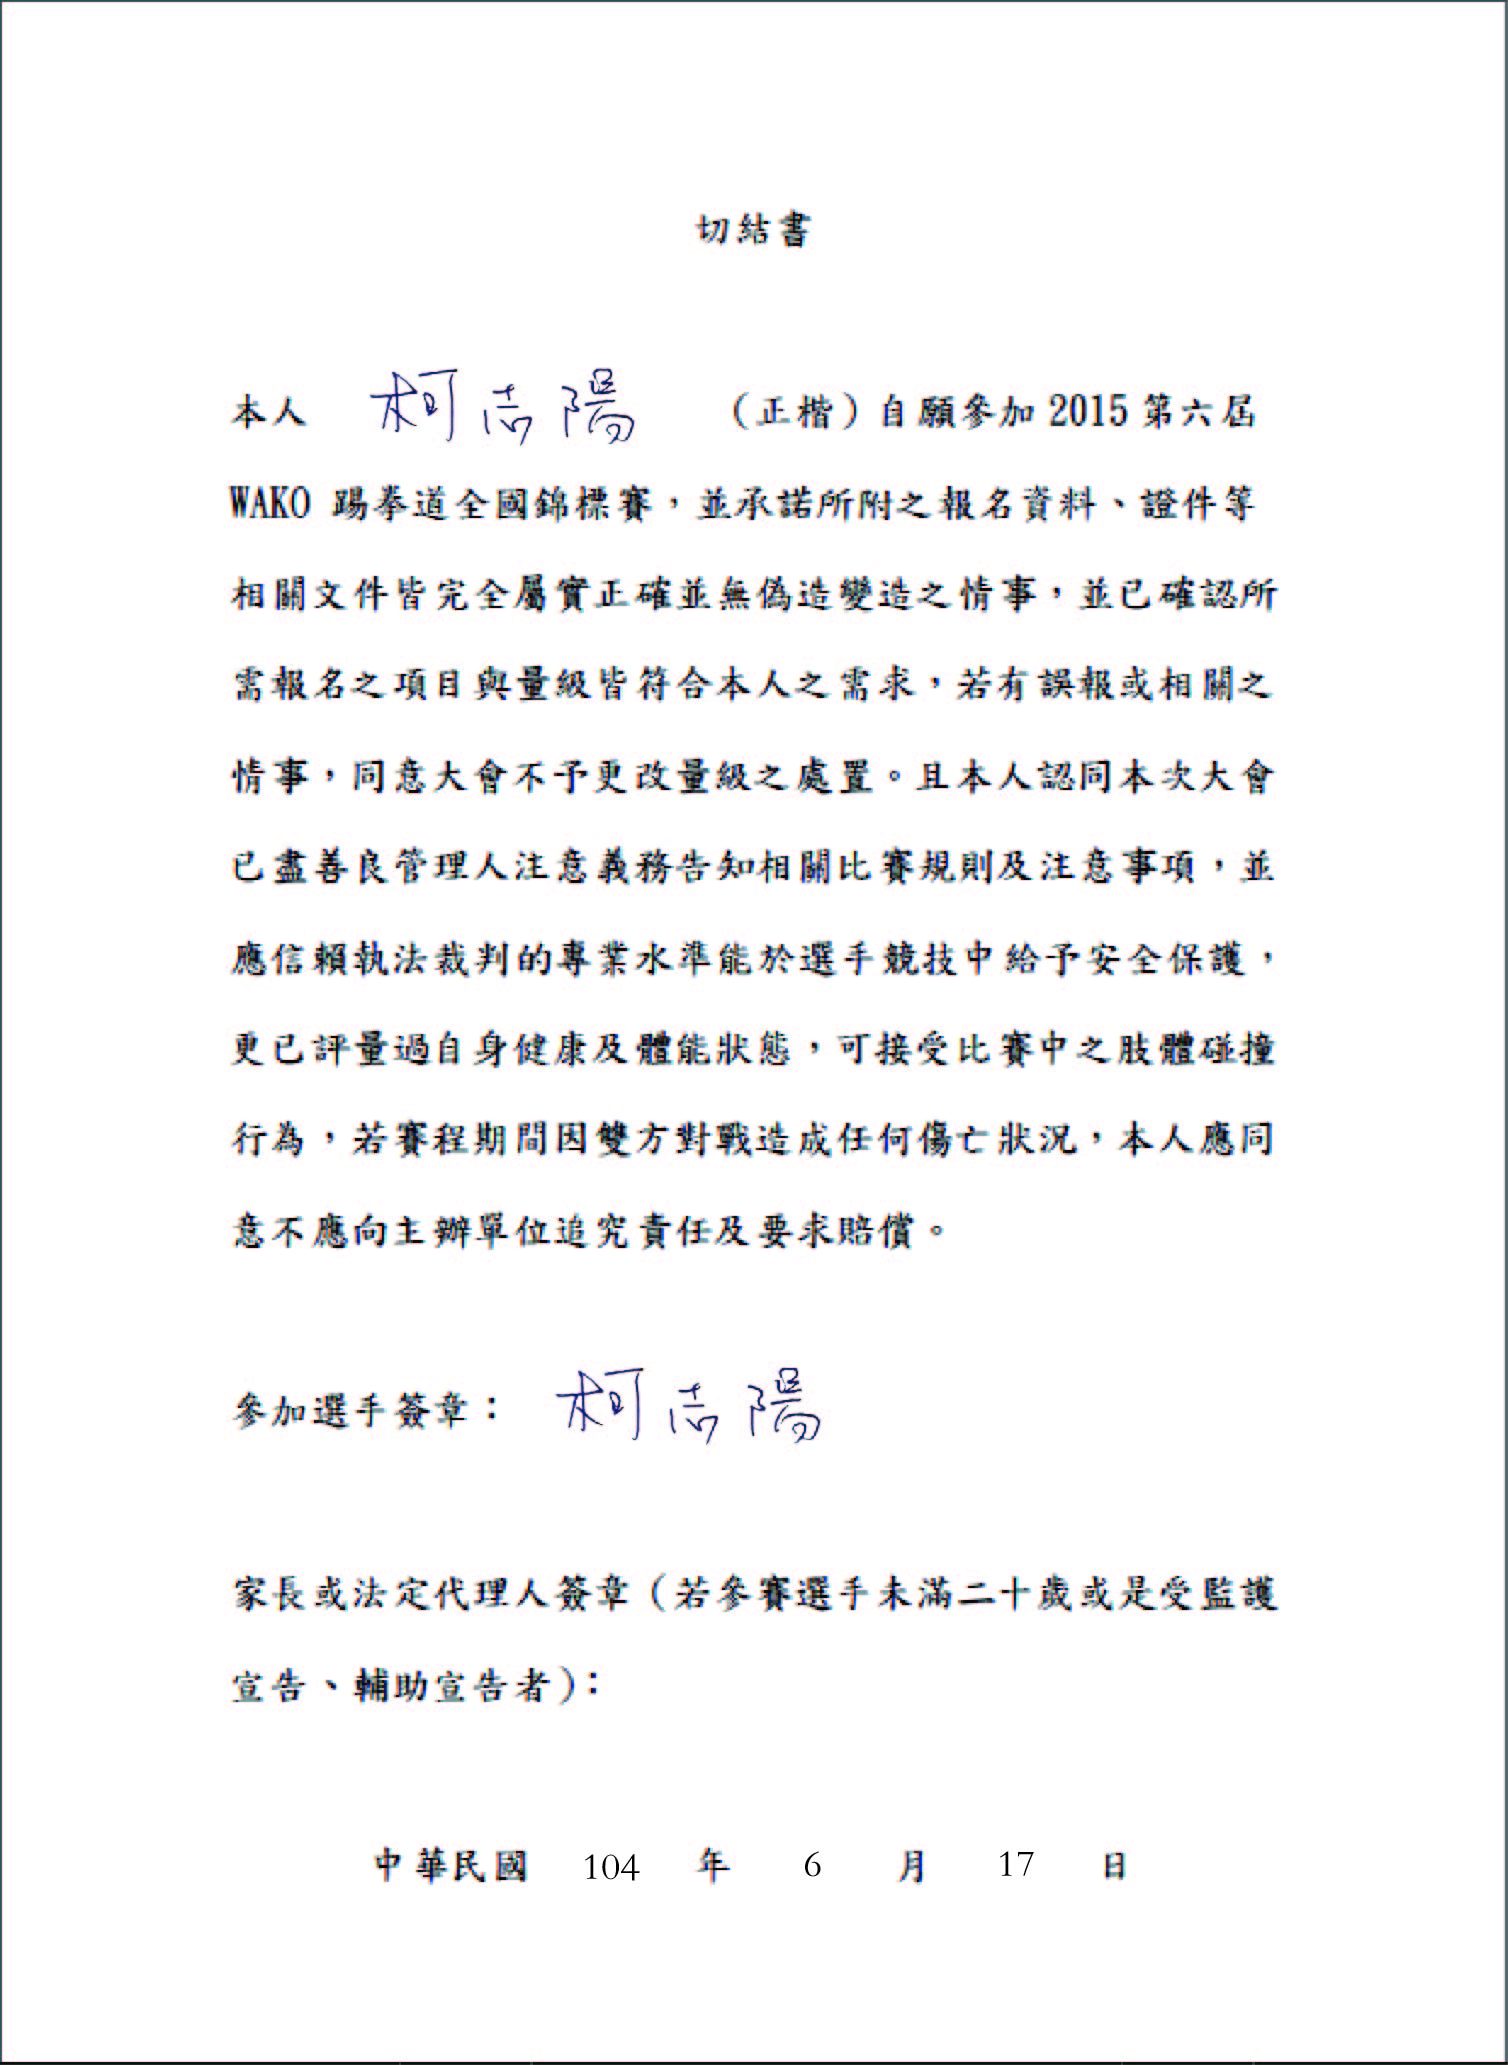 切結書
本人 柯志陽 （正楷）自願參加 2015 第六屆
WAKO 踢拳道全國錦標賽，並承諾所附之報名資料、證件等
相關文件皆完全屬實正確並無偽造變造之情事，並已確認所
需報名之項目與量級皆符合本人之需求，若有誤報或相關之
情事，同意大會不予更改量級之處置。且本人認同本次大會
已盡善良管理人注意義務告知相關比賽規則及注意事項，並
應信賴執法裁判的專業水準能於選手競技中給予安全保護，
更已評量過自身健康及體能狀態，可接受比賽中之肢體碰撞
行為，若賽程期間因雙方對戰造成任何傷亡狀況，本人應同
意不應向主辦單位追究責任及要求賠償。
參加選手簽章： 柯志陽
家長或法定代理人簽章（若參賽選手未滿二十歲或是受監護
宣告、輔助宣告者）：
中華民國 104 年 6 月 17 日